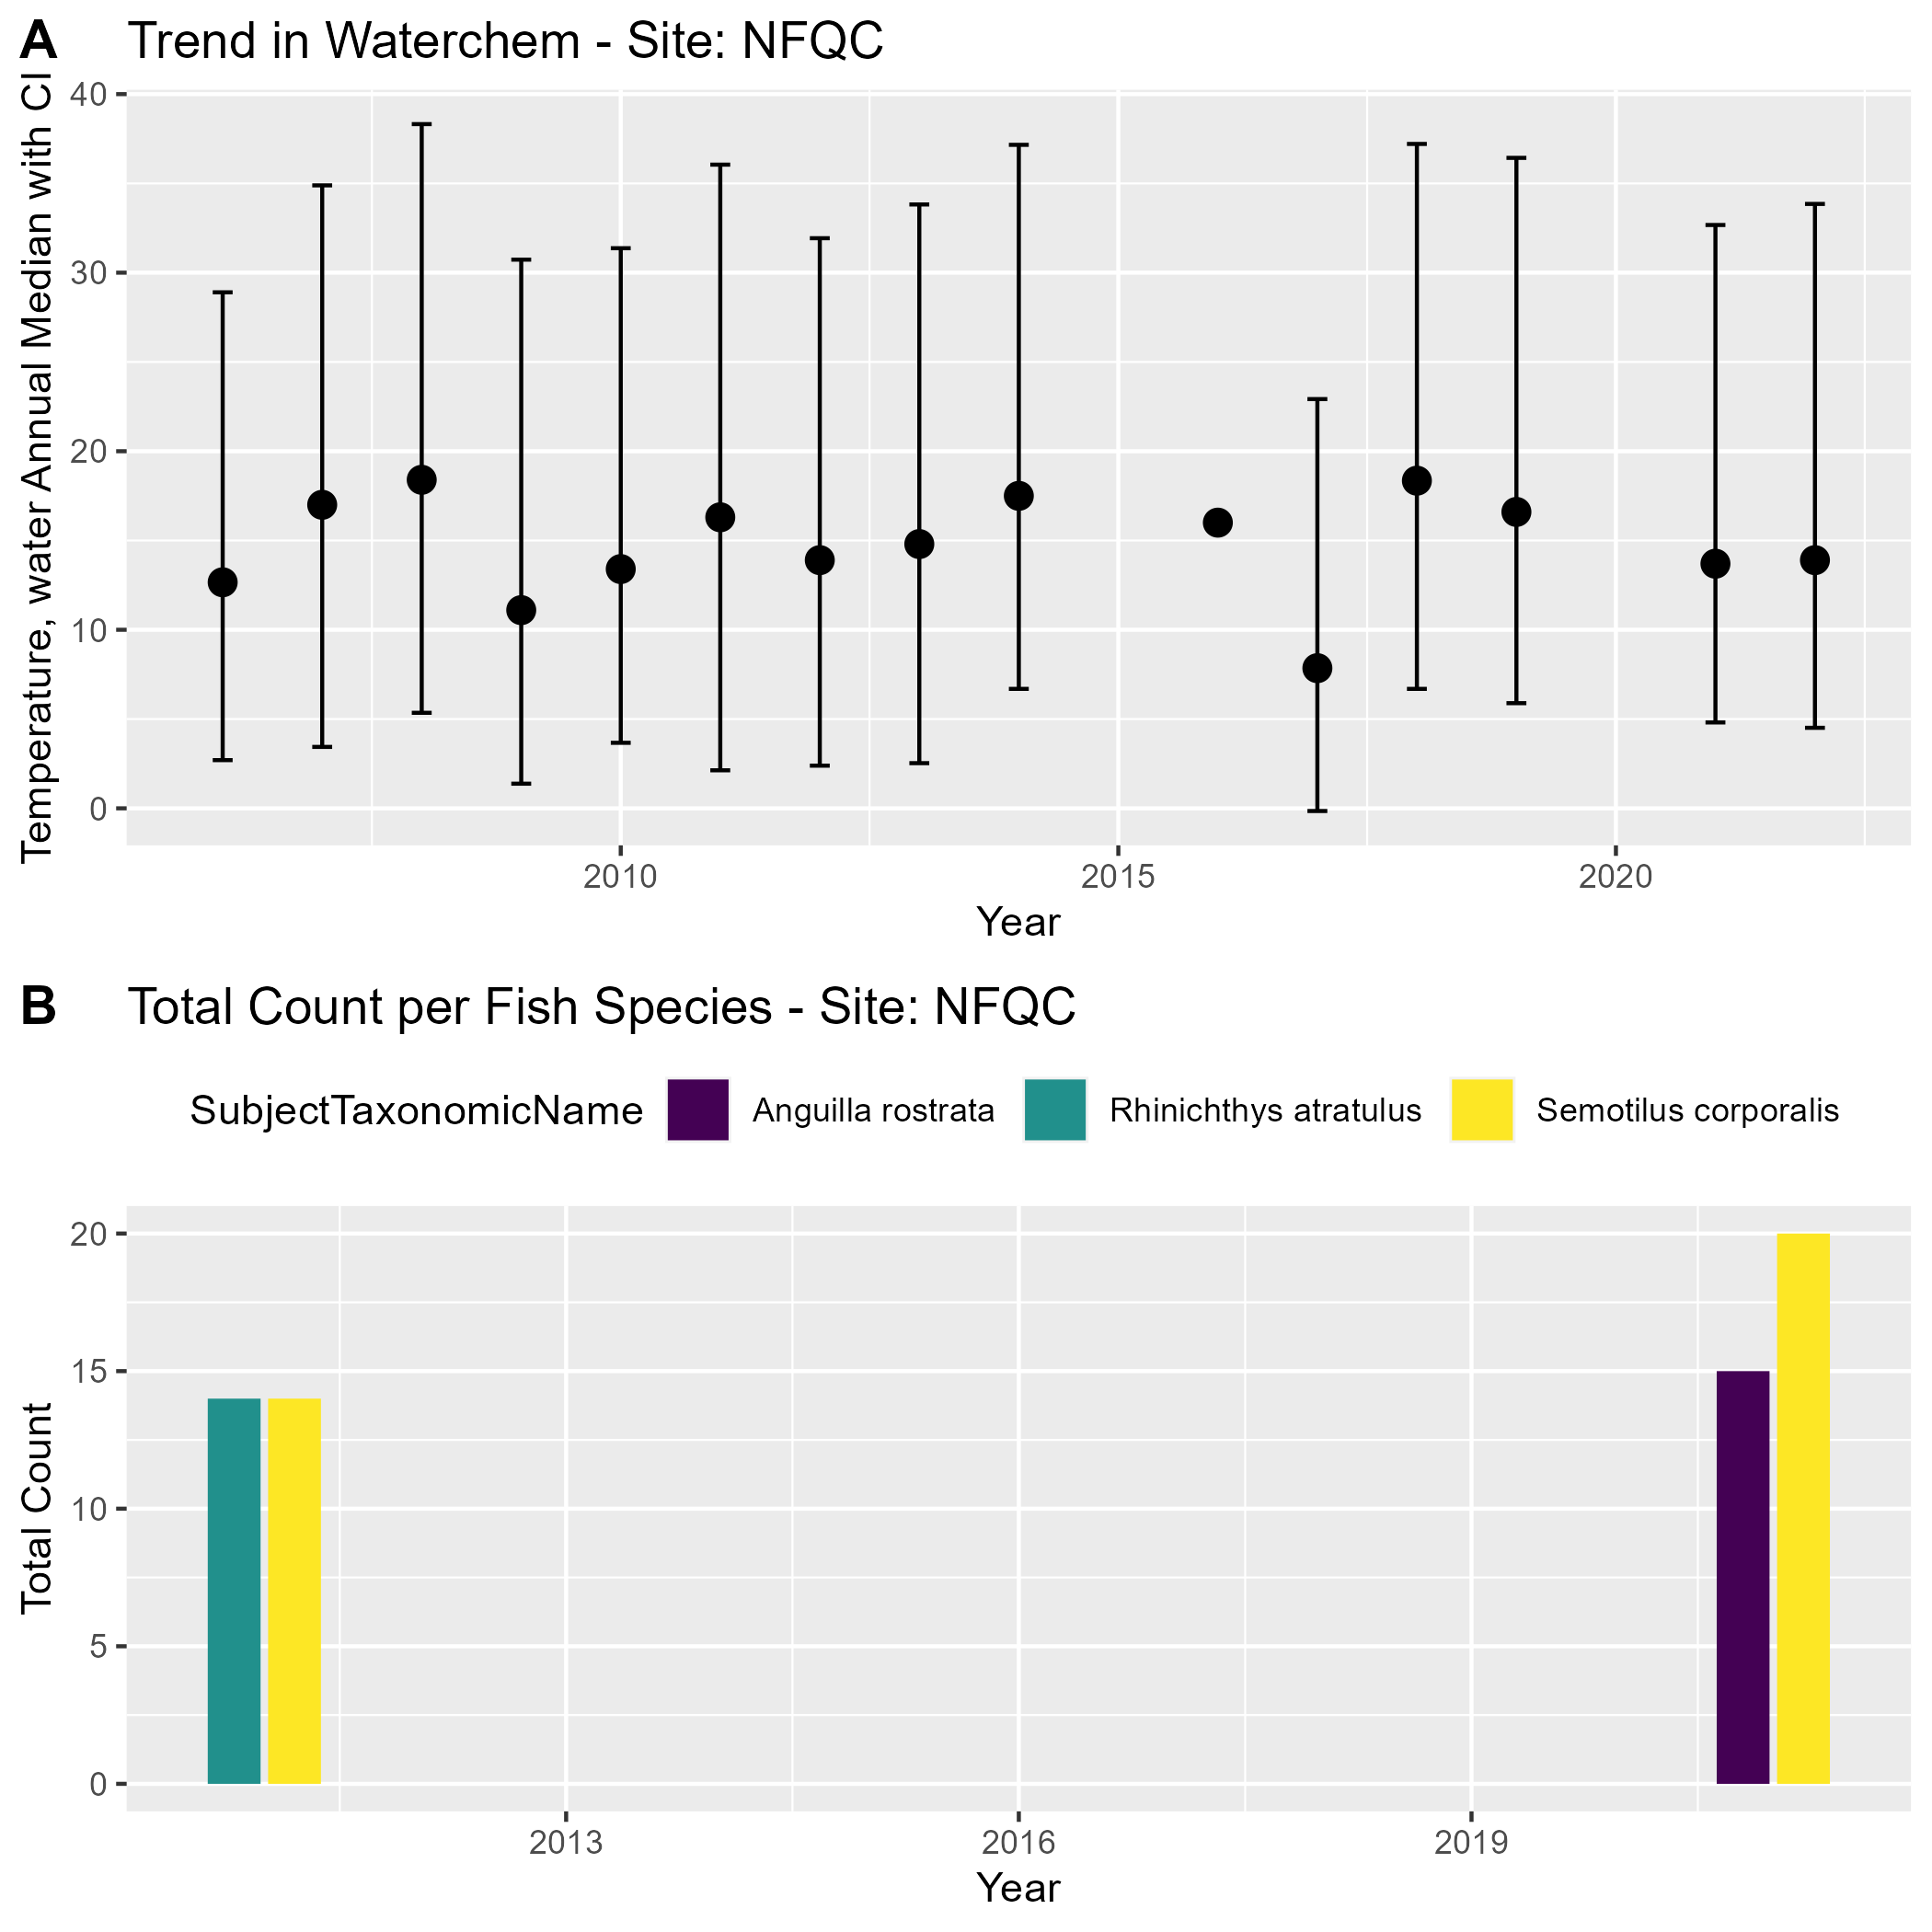 A Trend in Waterchem - Site: NFQC
Temperature, water Annual Median with CI
40
30
20
10
0
2010 2015 2020
Year
B Total Count per Fish Species - Site: NFQC
SubjectTaxonomicName Anguilla rostrata Rhinichthys atratulus Semotilus corporalis
Total Count
20
15
10
5
0
2013 2016 2019
Year